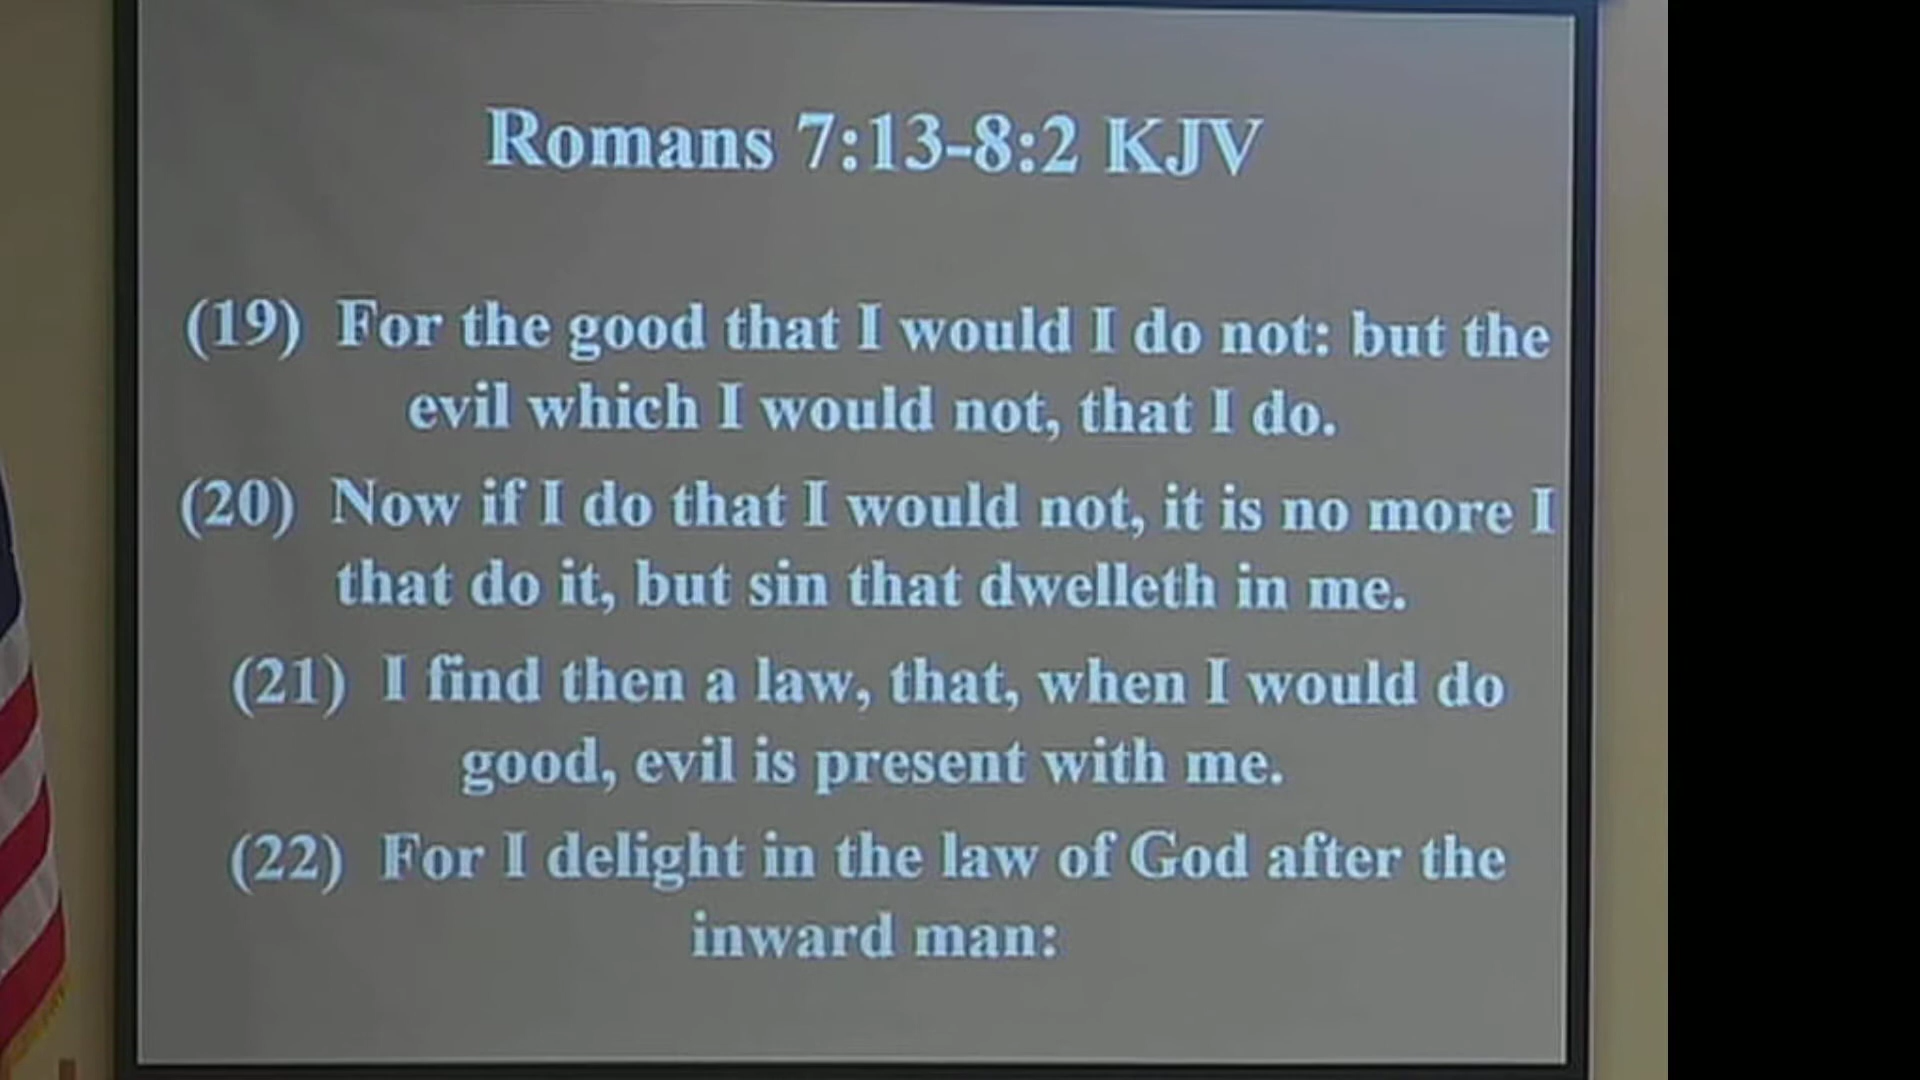 Romans 7:13-8:2 KJV
(19) For the good that I would I do not: but the
evil which I would not, that I do.
(20) Now if I do that I would not, it is no more I
that do it, but sin that dwelleth in me.
(21) I find then a law, that, when I would do
good, evil is present with me.
(22) For I delight in the law of God after the
inward man: